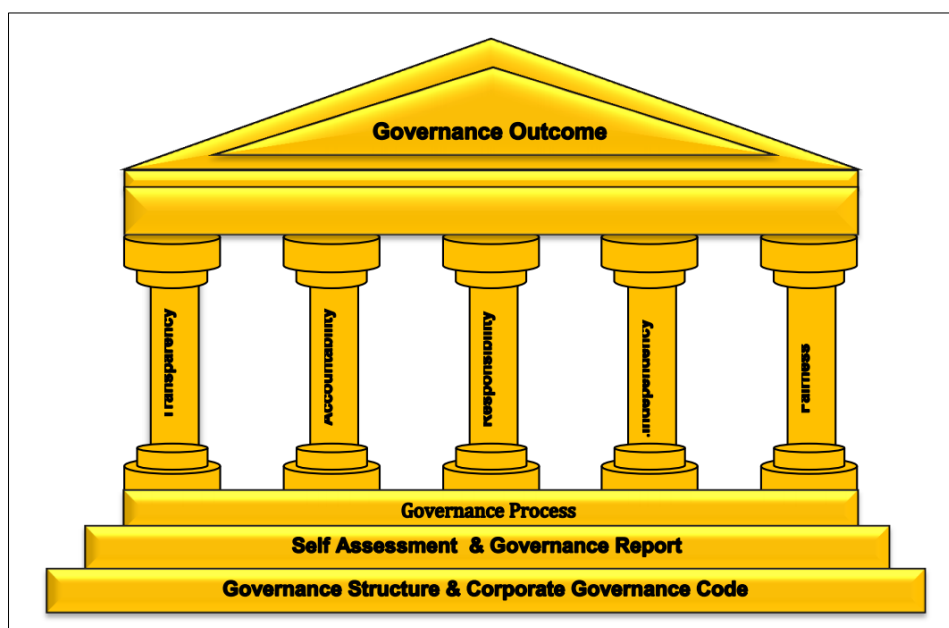 Governance Outcome
Transparency
Accountability
Responsibility
Independency
Fairness
Governance Process
Self Assessment & Governance Report
Governance Structure & Corporate Governance Code